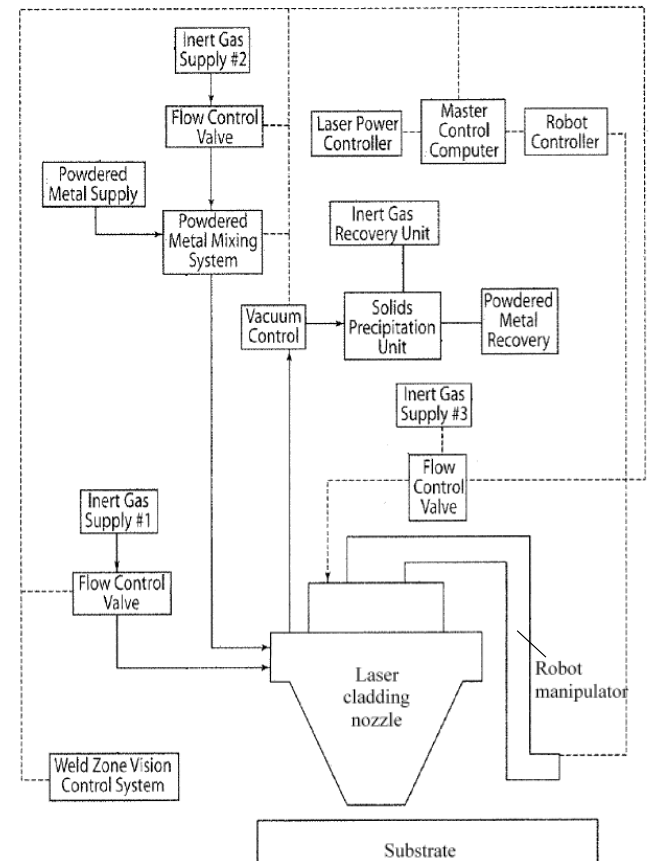 Inert Gas
Supply #2
Flow Control
Valve
Laser Power
Controller
Master
Control
Computer
Robot
Controller
Powdered
Metal Supply
Powdered
Metal Mixing
System
Inert Gas
Recovery Unit
Vacuum
Control
Solids
Precipitation
Unit
Powdered
Metal
Recovery
Inert Gas
Supply #3
Flow
Control
Valve
Inert Gas
Supply #1
Flow Control
Valve
Laser
cladding
nozzle
Robot
manipulator
Weld Zone Vision
Control System
Substrate